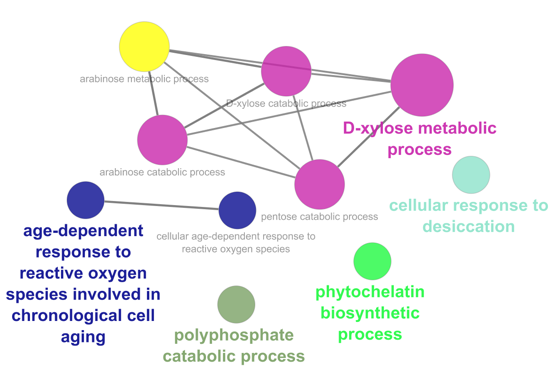 arabinose metabolic process
D-xylose catabolic process
D-xylose metabolic
process
arabinose catabolic process
cellular response to
desiccation
pentose catabolic process
age-dependent
response to
reactive oxygen
species involved in
chronological cell
aging
cellular age-dependent response to
reactive oxygen species
phytochelatin
biosynthetic
process
polyphosphate
catabolic process